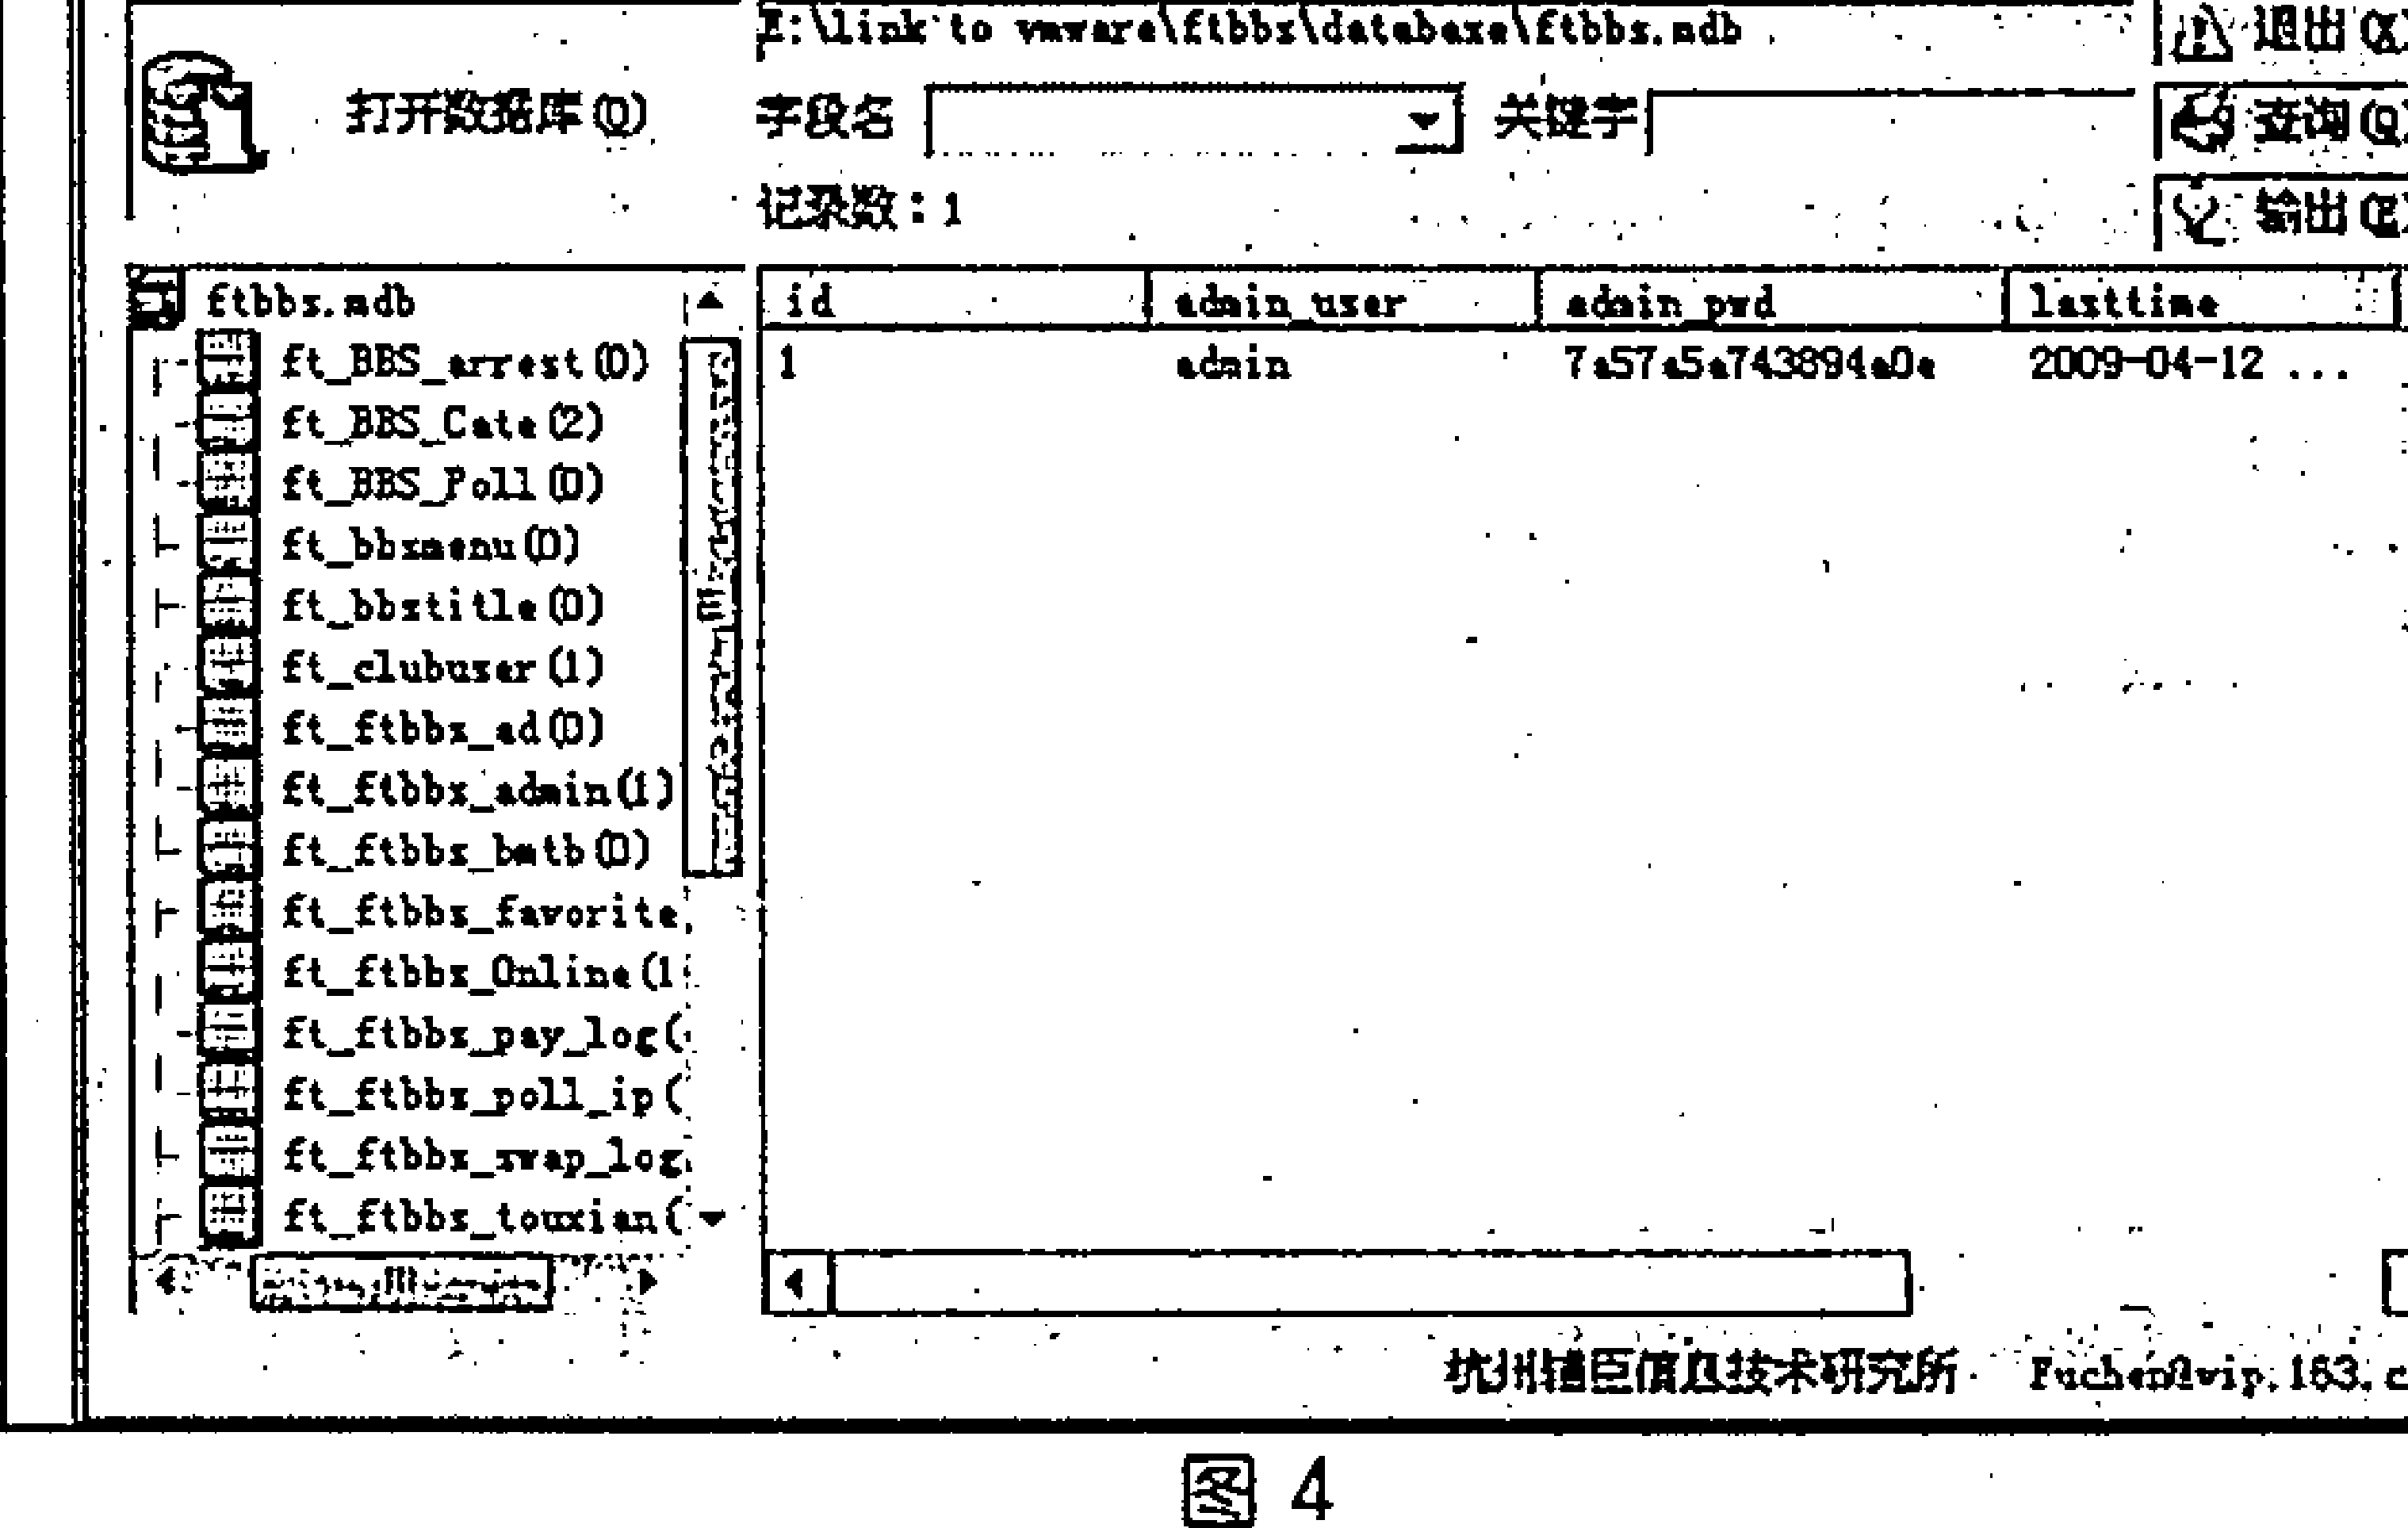 E:\link to vmware\ftbbs\database\ftbbs.mdb
退出(X)
打开数据库(O)
字段名
关键字
查询(Q)
记录数：1
输出(E)
ftbbs.mdb
id admin_user admin_pwd lasttime
ft_BBS_arrest(0)
1 admin 7a57a5a743894a0e 2009-04-12 ...
ft_BBS_Cate(2)
ft_BBS_Poll(0)
ft_bbsmenu(0)
ft_bbstitle(0)
ft_clubuser(1)
ft_ftbbs_ad(0)
ft_ftbbs_admin(1)
ft_ftbbs_batb(0)
ft_ftbbs_favorite
ft_ftbbs_Online(1
ft_ftbbs_pay_log(
ft_ftbbs_poll_ip(
ft_ftbbs_swap_log
ft_ftbbs_touxian(
杭州辅臣信息技术研究所 Fuchen@vip.163.c
图 4